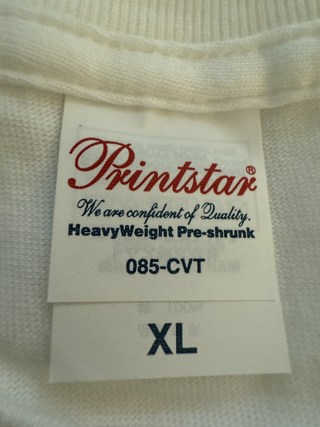 Printstar®
We are confident of Quality.
HeavyWeight Pre-shrunk
085-CVT
XL